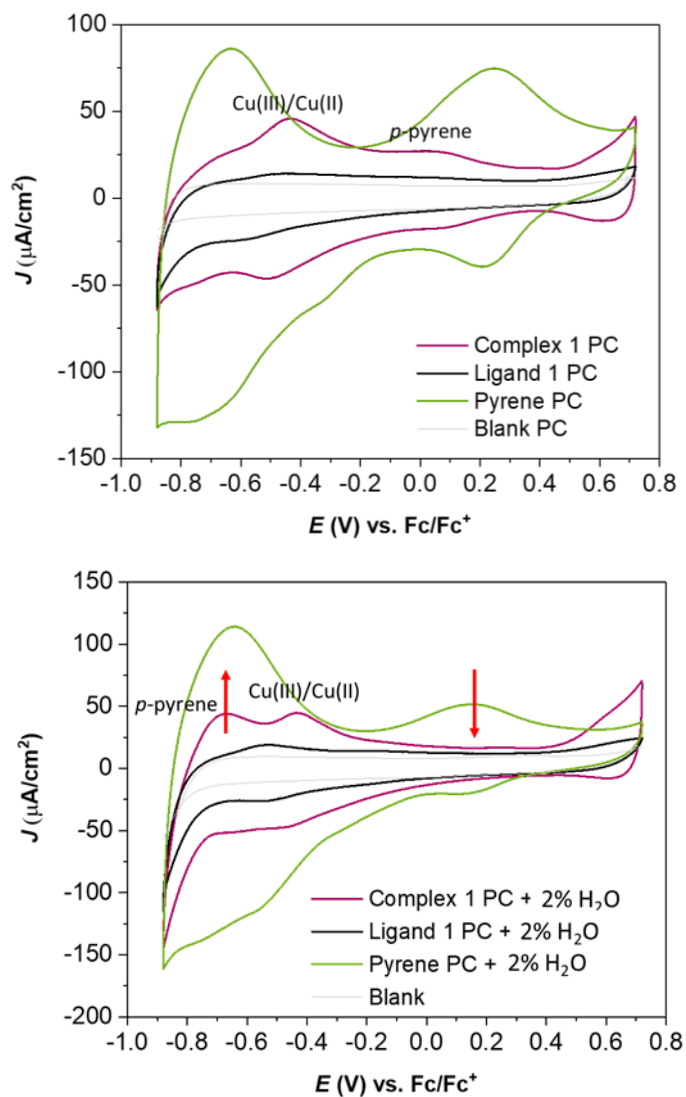 100
50
0
-50
-100
-150
J (μA/cm²)
Cu(III)/Cu(II)
p-pyrene
Complex 1 PC
Ligand 1 PC
Pyrene PC
Blank PC
-1.0 -0.8 -0.6 -0.4 -0.2 0.0 0.2 0.4 0.6 0.8
E (V) vs. Fc/Fc⁺
150
100
50
0
-50
-100
-150
-200
J (μA/cm²)
p-pyrene
Cu(III)/Cu(II)
Complex 1 PC + 2% H₂O
Ligand 1 PC + 2% H₂O
Pyrene PC + 2% H₂O
Blank
-1.0 -0.8 -0.6 -0.4 -0.2 0.0 0.2 0.4 0.6 0.8
E (V) vs. Fc/Fc⁺